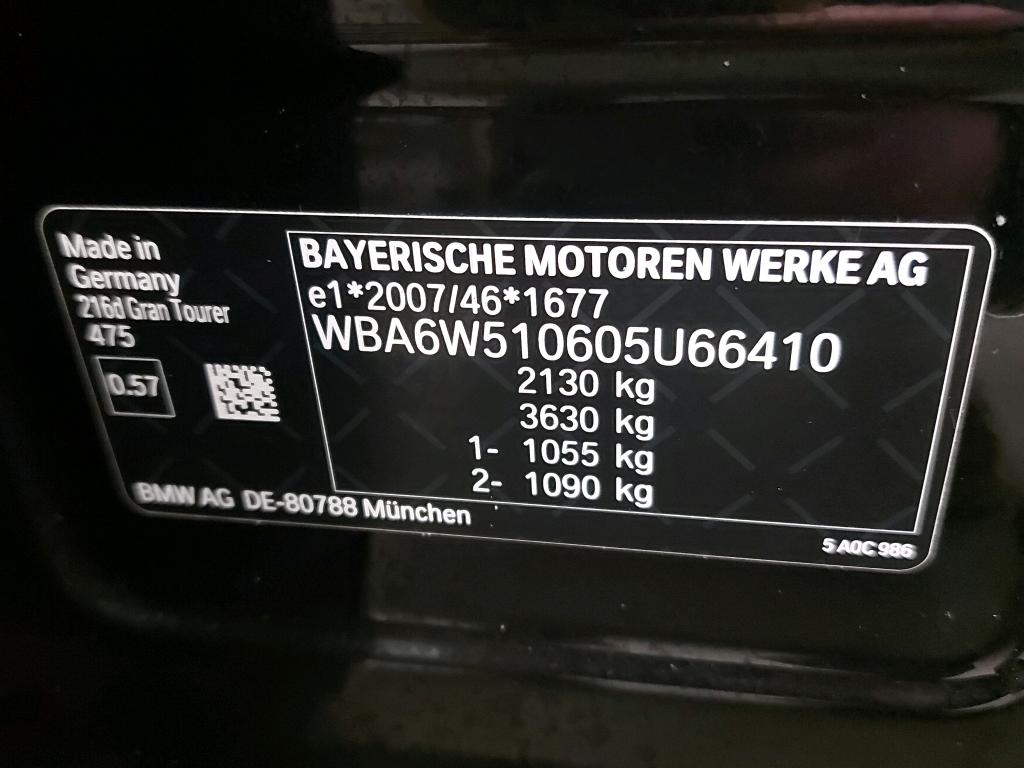 Made in
Germany
216d Gran Tourer
475
0.57
BAYERISCHE MOTOREN WERKE AG
e1*2007/46*1677
WBA6W510605U66410
2130 kg
3630 kg
1- 1055 kg
2- 1090 kg
BMW AG DE-80788 München
5 A0C 986